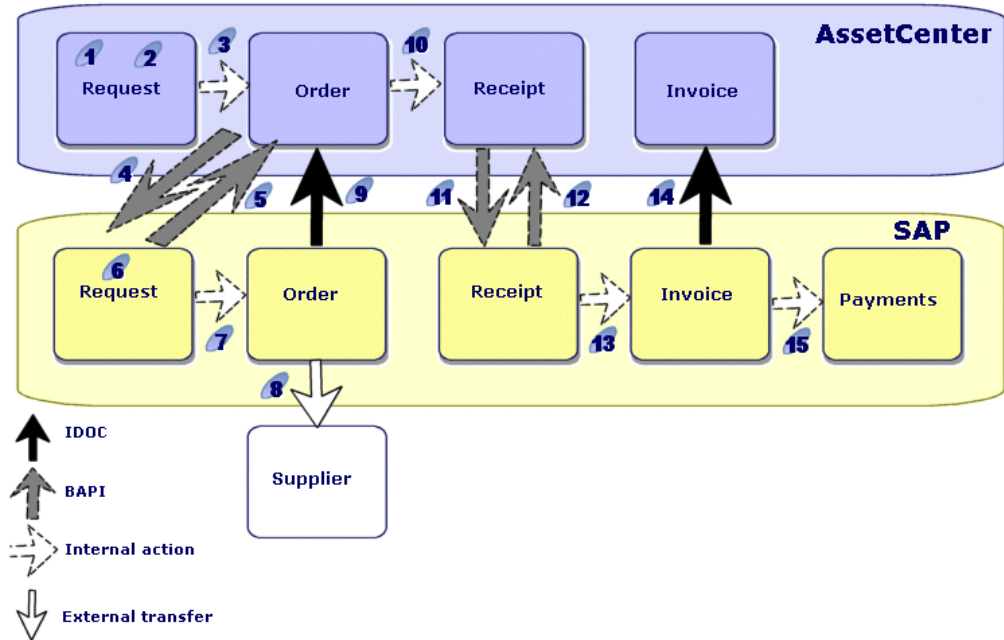 AssetCenter
1 2 3 10
Request Order Receipt Invoice
4 5 9 11 12 14
SAP
6
Request Order Receipt Invoice Payments
7 13 15
8
IDOC
Supplier
BAPI
Internal action
External transfer